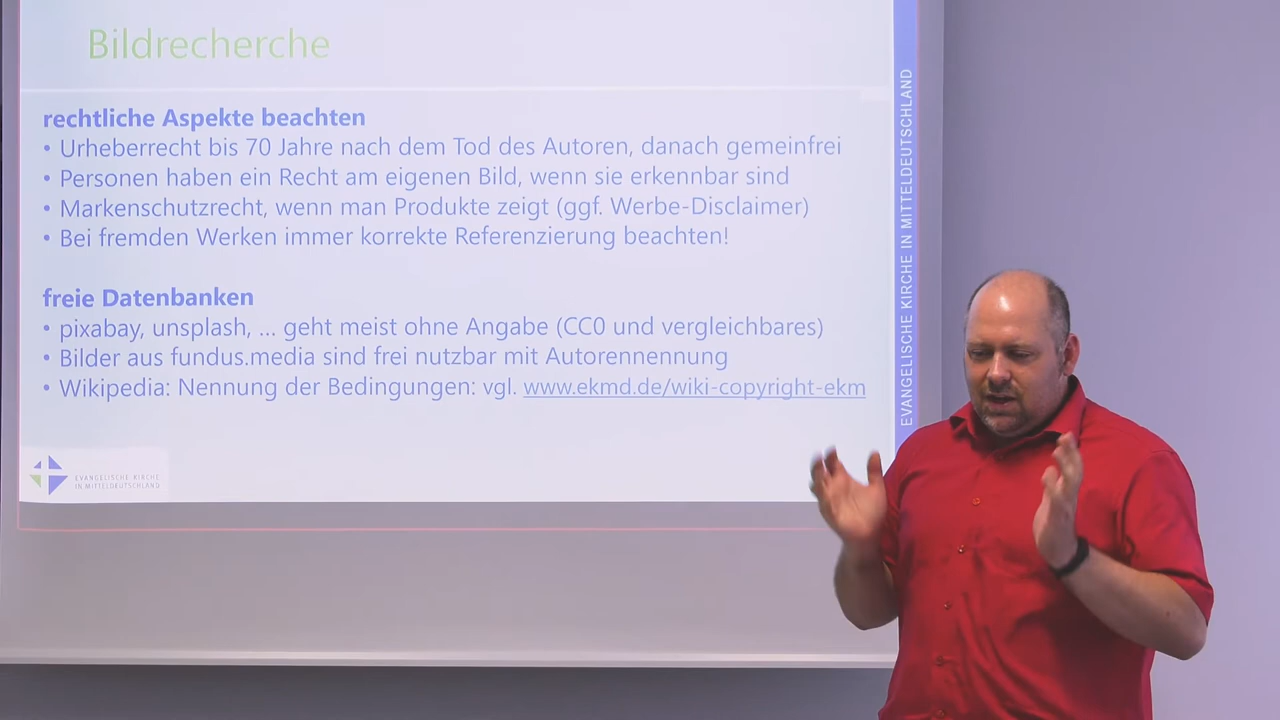 Bildrecherche
rechtliche Aspekte beachten
• Urheberrecht bis 70 Jahre nach dem Tod des Autoren, danach gemeinfrei
• Personen haben ein Recht am eigenen Bild, wenn sie erkennbar sind
• Markenschutzrecht, wenn man Produkte zeigt (ggf. Werbe-Disclaimer)
• Bei fremden Werken immer korrekte Referenzierung beachten!
freie Datenbanken
• pixabay, unsplash, ... geht meist ohne Angabe (CC0 und vergleichbares)
• Bilder aus fundus.media sind frei nutzbar mit Autorennennung
• Wikipedia: Nennung der Bedingungen: vgl. www.ekmd.de/wiki-copyright-ekm
EVANGELISCHE KIRCHE
IN MITTELDEUTSCHLAND
EVANGELISCHE KIRCHE IN MITTELDEUTSCHLAND